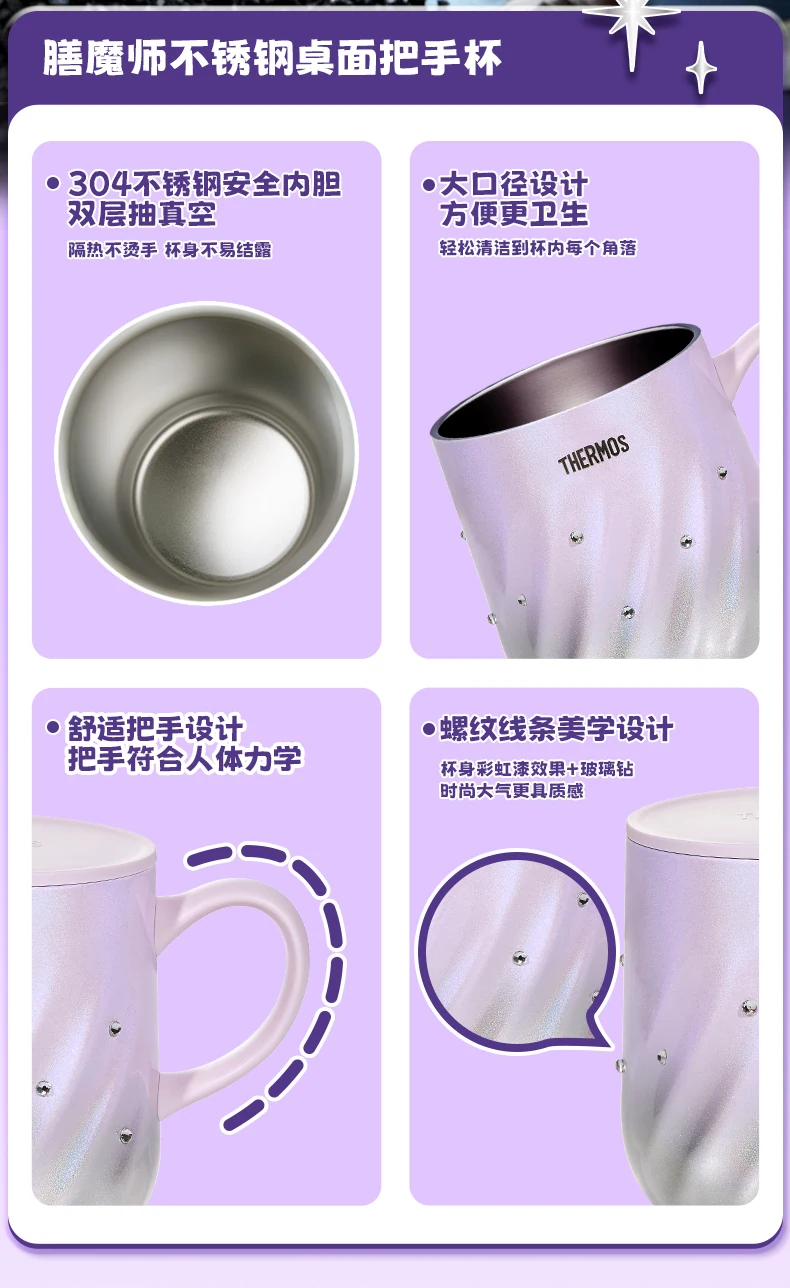 膳魔师不锈钢桌面把手杯
304不锈钢安全内胆
双层抽真空
隔热不烫手 杯身不易结露
大口径设计
方便更卫生
轻松清洁到杯内每个角落
THERMOS
舒适把手设计
把手符合人体力学
螺纹线条美学设计
杯身彩虹漆效果+玻璃钻
时尚大气更具质感